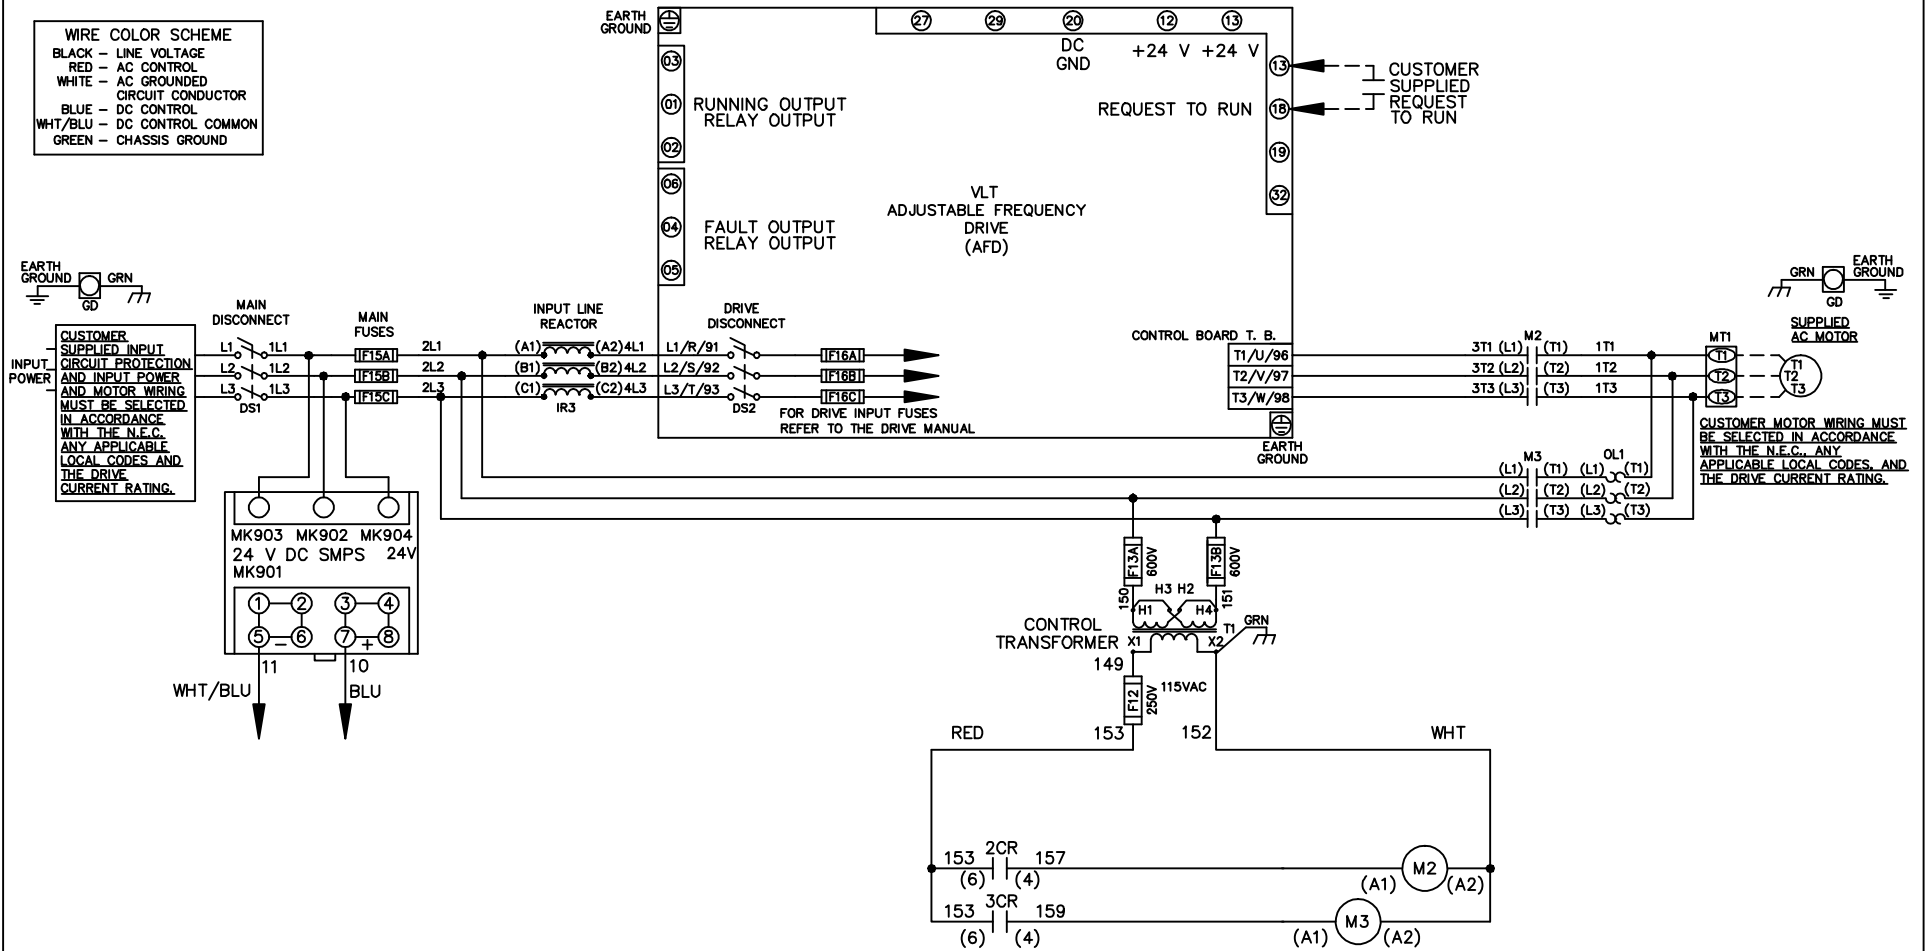 WIRE COLOR SCHEME
BLACK – LINE VOLTAGE
RED – AC CONTROL
WHITE – AC GROUNDED
CIRCUIT CONDUCTOR
BLUE – DC CONTROL
WHT/BLU – DC CONTROL COMMON
GREEN – CHASSIS GROUND
EARTH
GROUND
27 29 20 12 13
DC
GND
+24 V +24 V
03
01
02
RUNNING OUTPUT
RELAY OUTPUT
06
04
05
FAULT OUTPUT
RELAY OUTPUT
VLT
ADJUSTABLE FREQUENCY
DRIVE
(AFD)
REQUEST TO RUN
13
18
19
32
CUSTOMER
SUPPLIED
REQUEST
TO RUN
EARTH
GROUND
GRN
GD
INPUT
POWER
CUSTOMER
SUPPLIED INPUT
CIRCUIT PROTECTION
AND INPUT POWER
AND MOTOR WIRING
MUST BE SELECTED
IN ACCORDANCE
WITH THE N.E.C.
ANY APPLICABLE
LOCAL CODES AND
THE DRIVE
CURRENT RATING.
MAIN
DISCONNECT
L1 1L1
L2 1L2
L3 1L3
DS1
MAIN
FUSES
F15A
F15B
F15C
2L1
2L2
2L3
INPUT LINE
REACTOR
(A1) (A2) 4L1
(B1) (B2) 4L2
(C1) (C2) 4L3
IR3
L1/R/91
L2/S/92
L3/T/93
DRIVE
DISCONNECT
DS2
F16A
F16B
F16C
FOR DRIVE INPUT FUSES
REFER TO THE DRIVE MANUAL
CONTROL BOARD T. B.
T1/U/96
T2/V/97
T3/W/98
EARTH
GROUND
M2
3T1 (L1) (T1) 1T1
3T2 (L2) (T2) 1T2
3T3 (L3) (T3) 1T3
GRN
GD
EARTH
GROUND
SUPPLIED
AC MOTOR
MT1
T1
T2
T3
T1
T2
T3
CUSTOMER MOTOR WIRING MUST
BE SELECTED IN ACCORDANCE
WITH THE N.E.C., ANY
APPLICABLE LOCAL CODES, AND
THE DRIVE CURRENT RATING.
M3 OL1
(L1) (T1) (L1) (T1)
(L2) (T2) (L2) (T2)
(L3) (T3) (L3) (T3)
MK903 MK902 MK904
24 V DC SMPS 24V
MK901
1 2 3 4
5 – 6 7 + 8
11 10
WHT/BLU BLU
F13A
600V
F13B
600V
150
151
H3 H2
H1 H4
CONTROL
TRANSFORMER
X1 X2
T1
GRN
149
F12
250V
115VAC
153 152
RED WHT
153 2CR 157
(6) (4)
M2
(A1) (A2)
153 3CR 159
(6) (4)
M3
(A1) (A2)